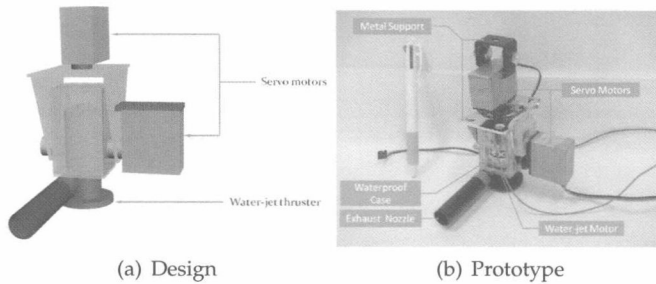 Servo motors
Water-jet thruster
(a) Design
Metal Support
Servo Motors
Waterproof
Case
Exhaust Nozzle
Water-jet Motor
(b) Prototype